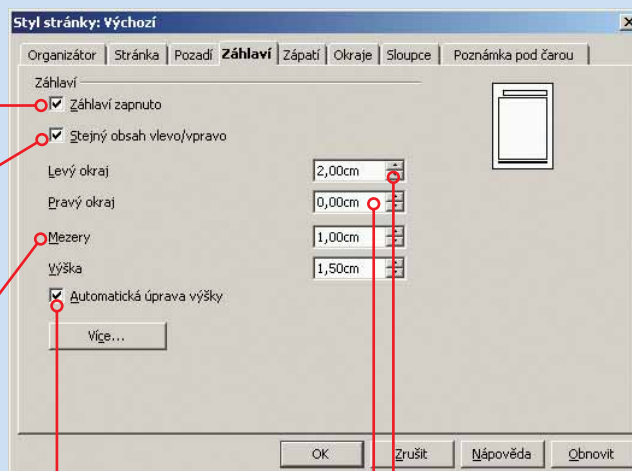 Styl stránky: Výchozí
Organizátor Stránka Pozadí Záhlaví Zápatí Okraje Sloupce Poznámka pod čarou
Záhlaví
Záhlaví zapnuto
Stejný obsah vlevo/vpravo
Levý okraj 2,00cm
Pravý okraj 0,00cm
Mezery 1,00cm
Výška 1,50cm
Automatická úprava výšky
Více...
OK Zrušit Nápověda Obnovit